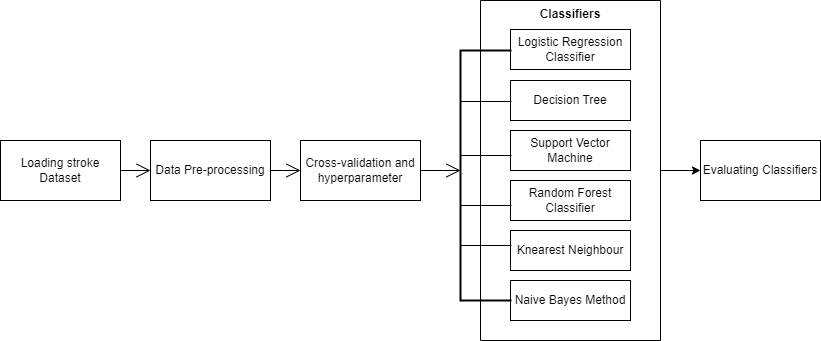 Loading stroke
Dataset
Data Pre-processing
Cross-validation and
hyperparameter
Classifiers
Logistic Regression
Classifier
Decision Tree
Support Vector
Machine
Random Forest
Classifier
Knearest Neighbour
Naive Bayes Method
Evaluating Classifiers